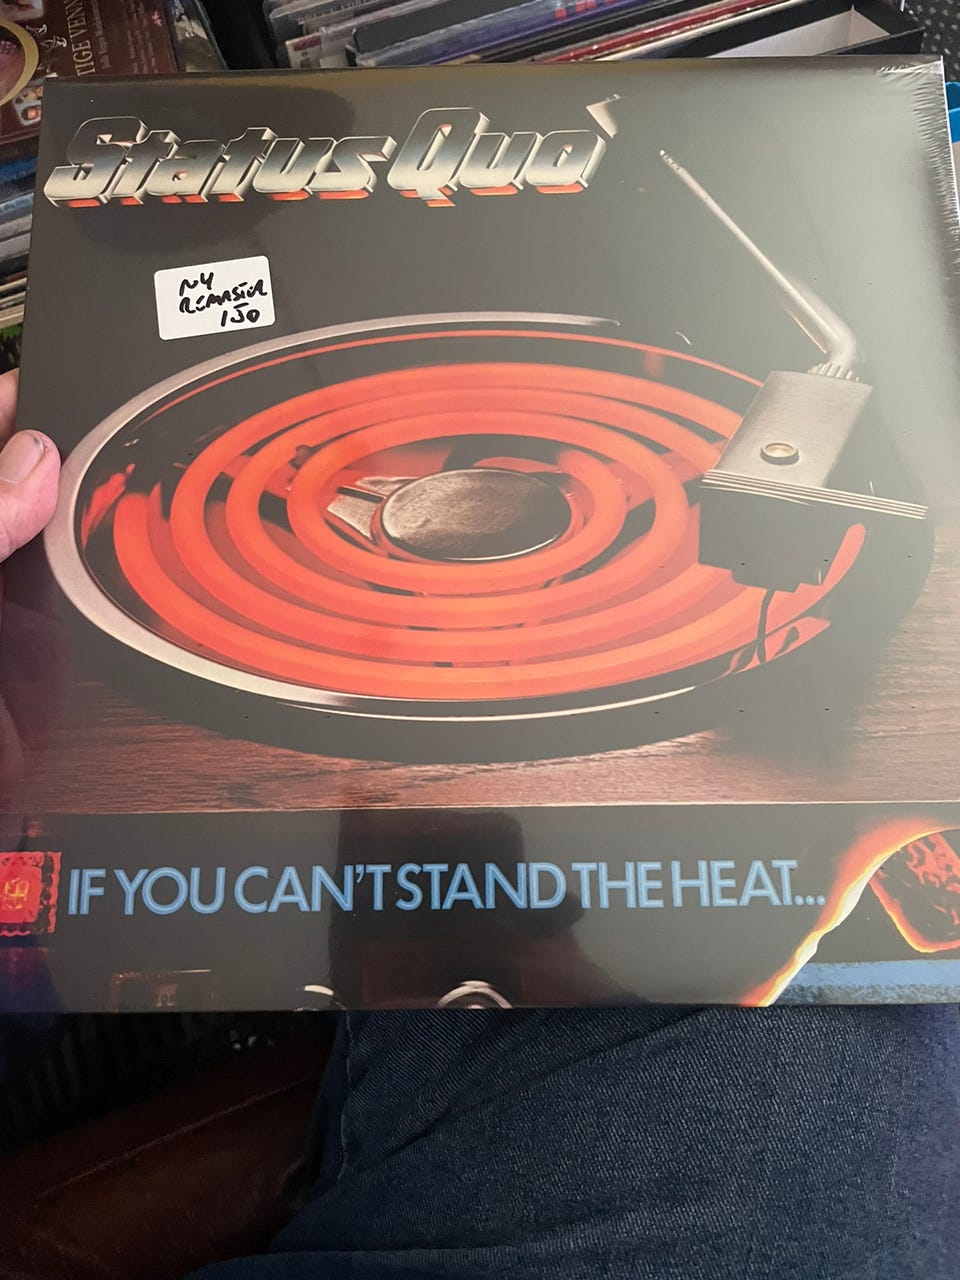 Status Quo
NY
REMASTER
150
IF YOU CAN'T STAND THE HEAT...